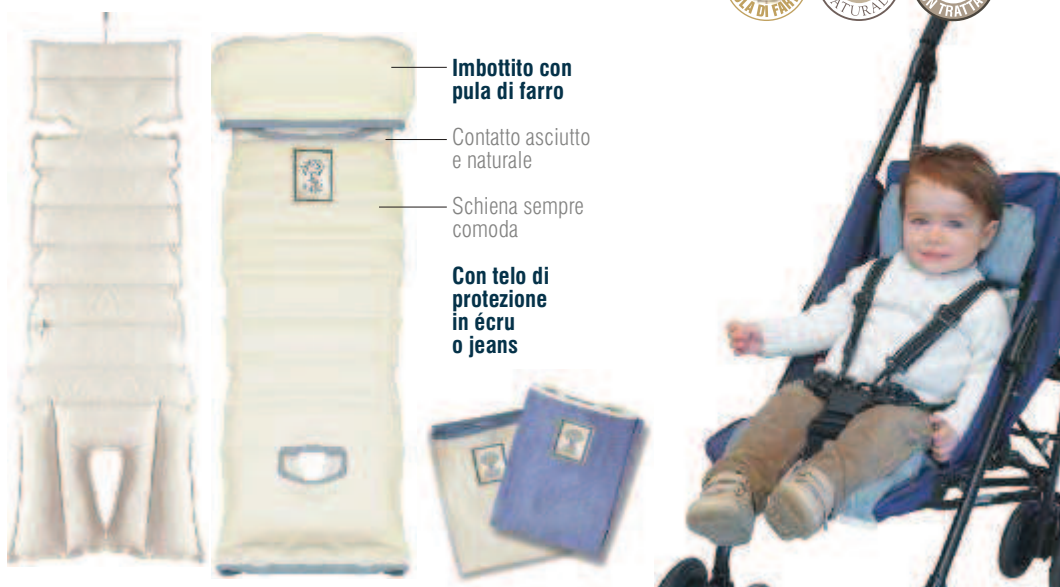 Imbottito con
pula di farro
Contatto asciutto
e naturale
Schiena sempre
comoda
Con telo di
protezione
in écru
o jeans